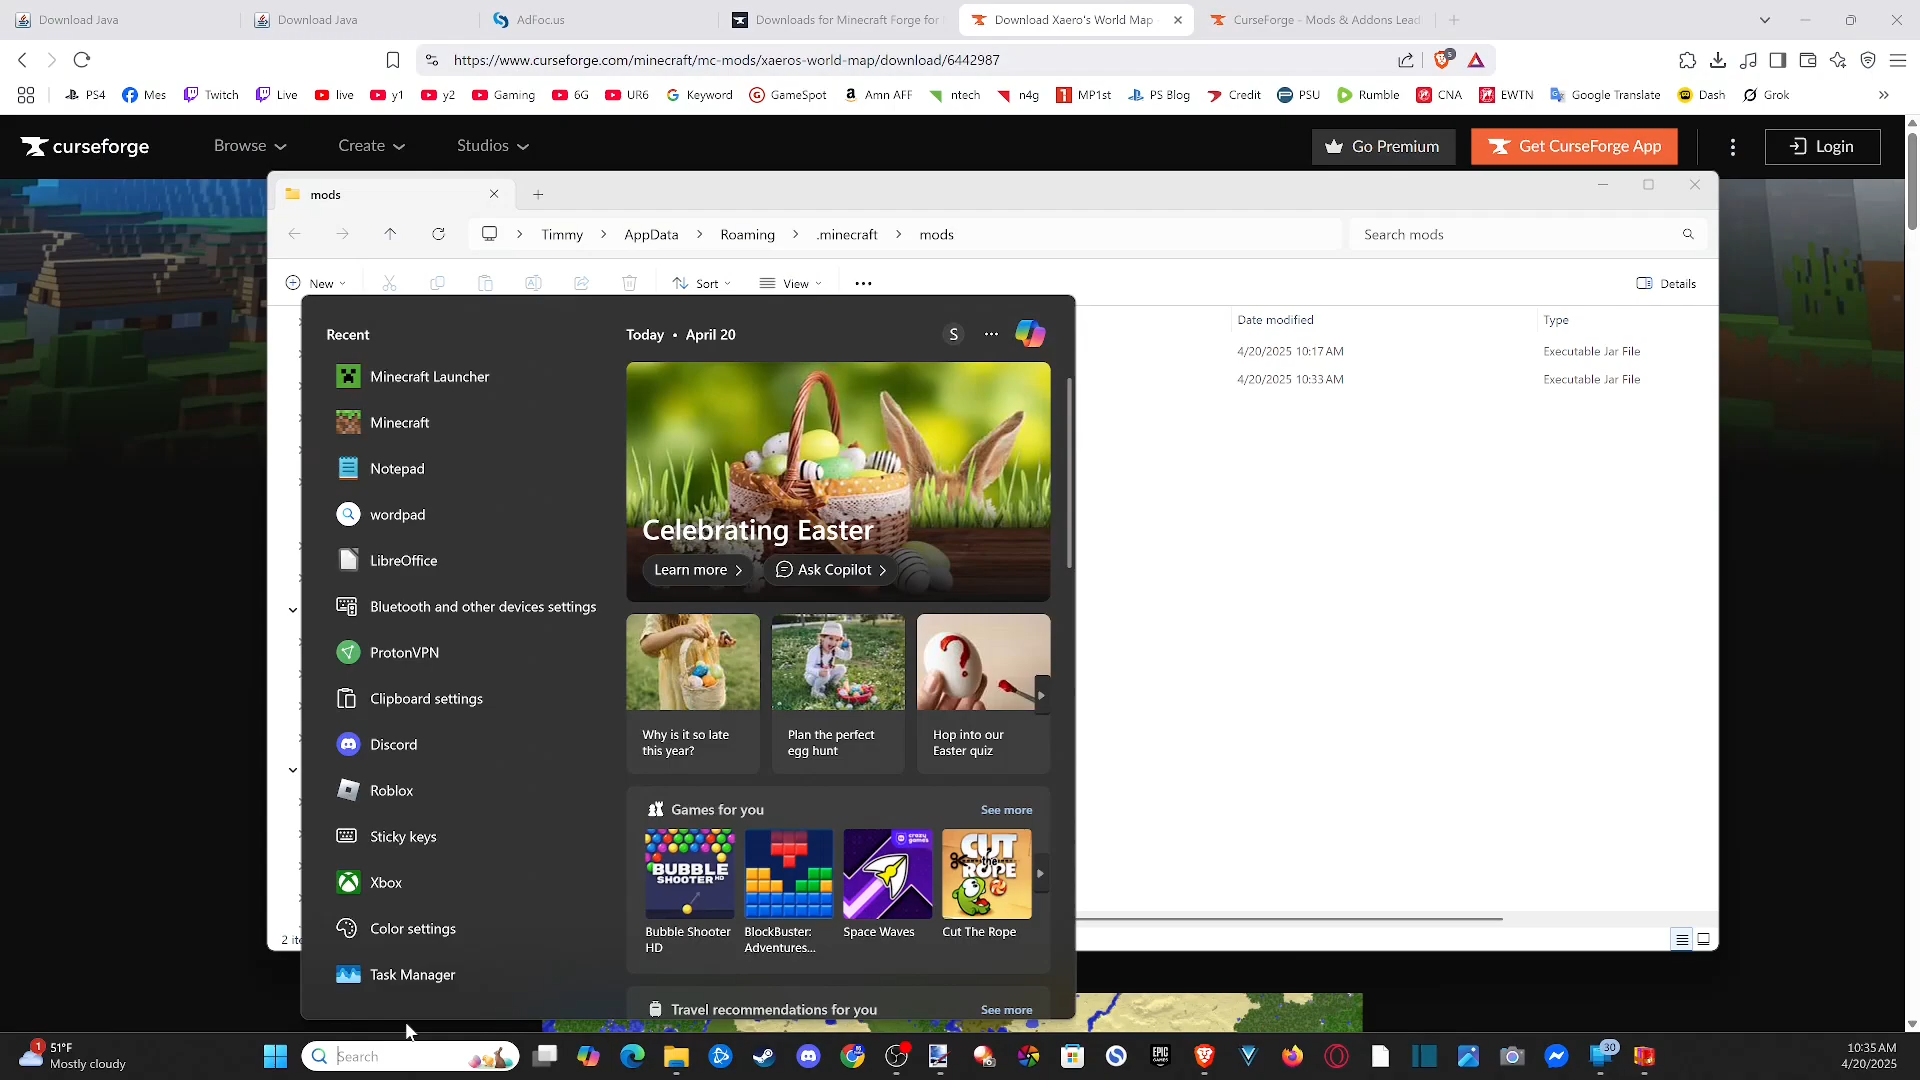 Download Java
Download Java
AdFoc.us
Downloads for Minecraft Forge for
Download Xaero's World Map
CurseForge - Mods & Addons Lead
https://www.curseforge.com/minecraft/mc-mods/xaeros-world-map/download/6442987
5
PS4
Mes
Twitch
Live
live
y1
y2
Gaming
6G
UR6
Keyword
GameSpot
Amn AFF
ntech
n4g
MP1st
PS Blog
Credit
PSU
Rumble
CNA
EWTN
Google Translate
Dash
Grok
curseforge
Browse
Create
Studios
Go Premium
Get CurseForge App
Login
mods
Timmy
AppData
Roaming
.minecraft
mods
Search mods
New
Sort
View
Details
Date modified
Type
4/20/2025 10:17 AM
Executable Jar File
4/20/2025 10:33 AM
Executable Jar File
Recent
Minecraft Launcher
Minecraft
Notepad
wordpad
LibreOffice
Bluetooth and other devices settings
ProtonVPN
Clipboard settings
Discord
Roblox
Sticky keys
Xbox
Color settings
Task Manager
Today • April 20
S
Celebrating Easter
Learn more
Ask Copilot
Why is it so late
this year?
Plan the perfect
egg hunt
Hop into our
Easter quiz
Games for you
See more
BUBBLE
SHOOTER HD
crazy
games
CUT
the
ROPE
Bubble Shooter
HD
BlockBuster:
Adventures...
Space Waves
Cut The Rope
Travel recommendations for you
See more
2 ite
1
51°F
Mostly cloudy
Search
EPIC
GAMES
30
10:35 AM
4/20/2025